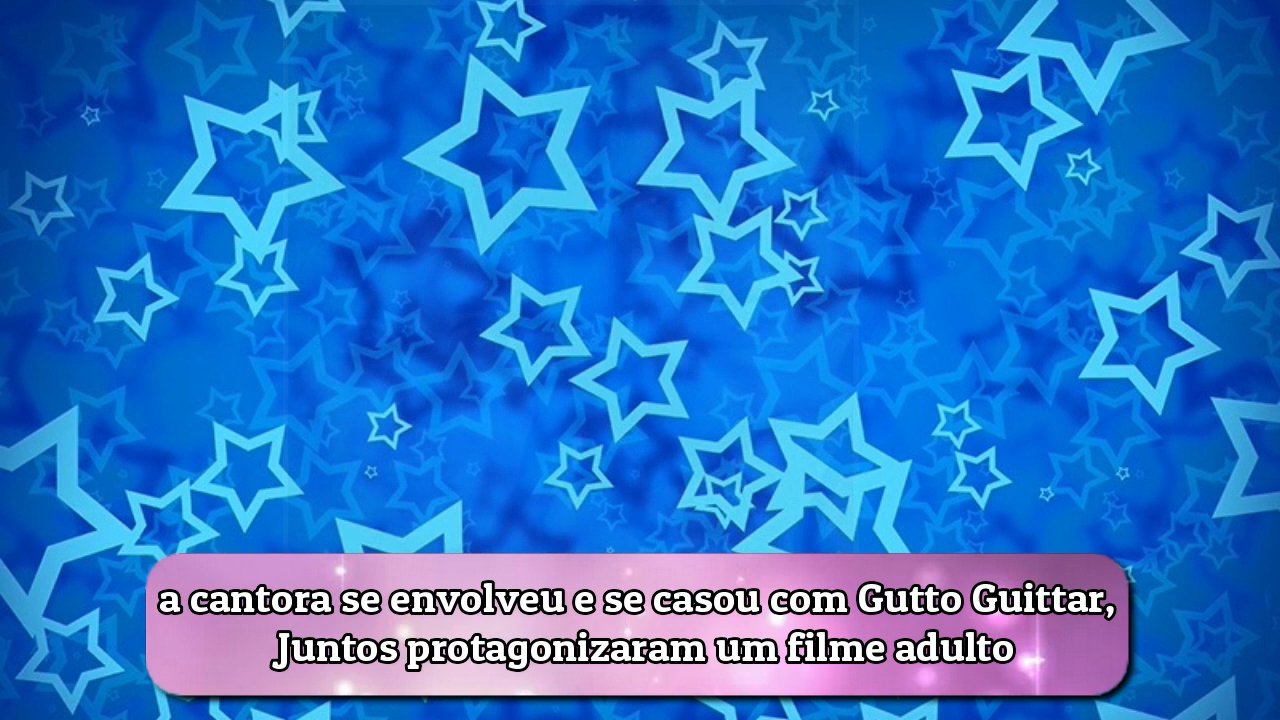 a cantora se envolveu e se casou com Gutto Guittar,
Juntos protagonizaram um filme adulto